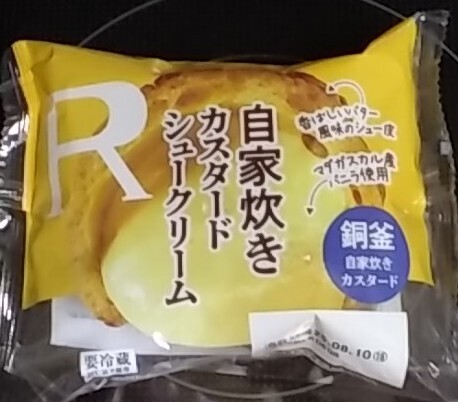 R
自家炊き
カスタード
シュークリーム
香ばしいバター
風味のシュー皮
マダガスカル産
バニラ使用
銅釜
自家炊き
カスタード
要冷蔵
08.10